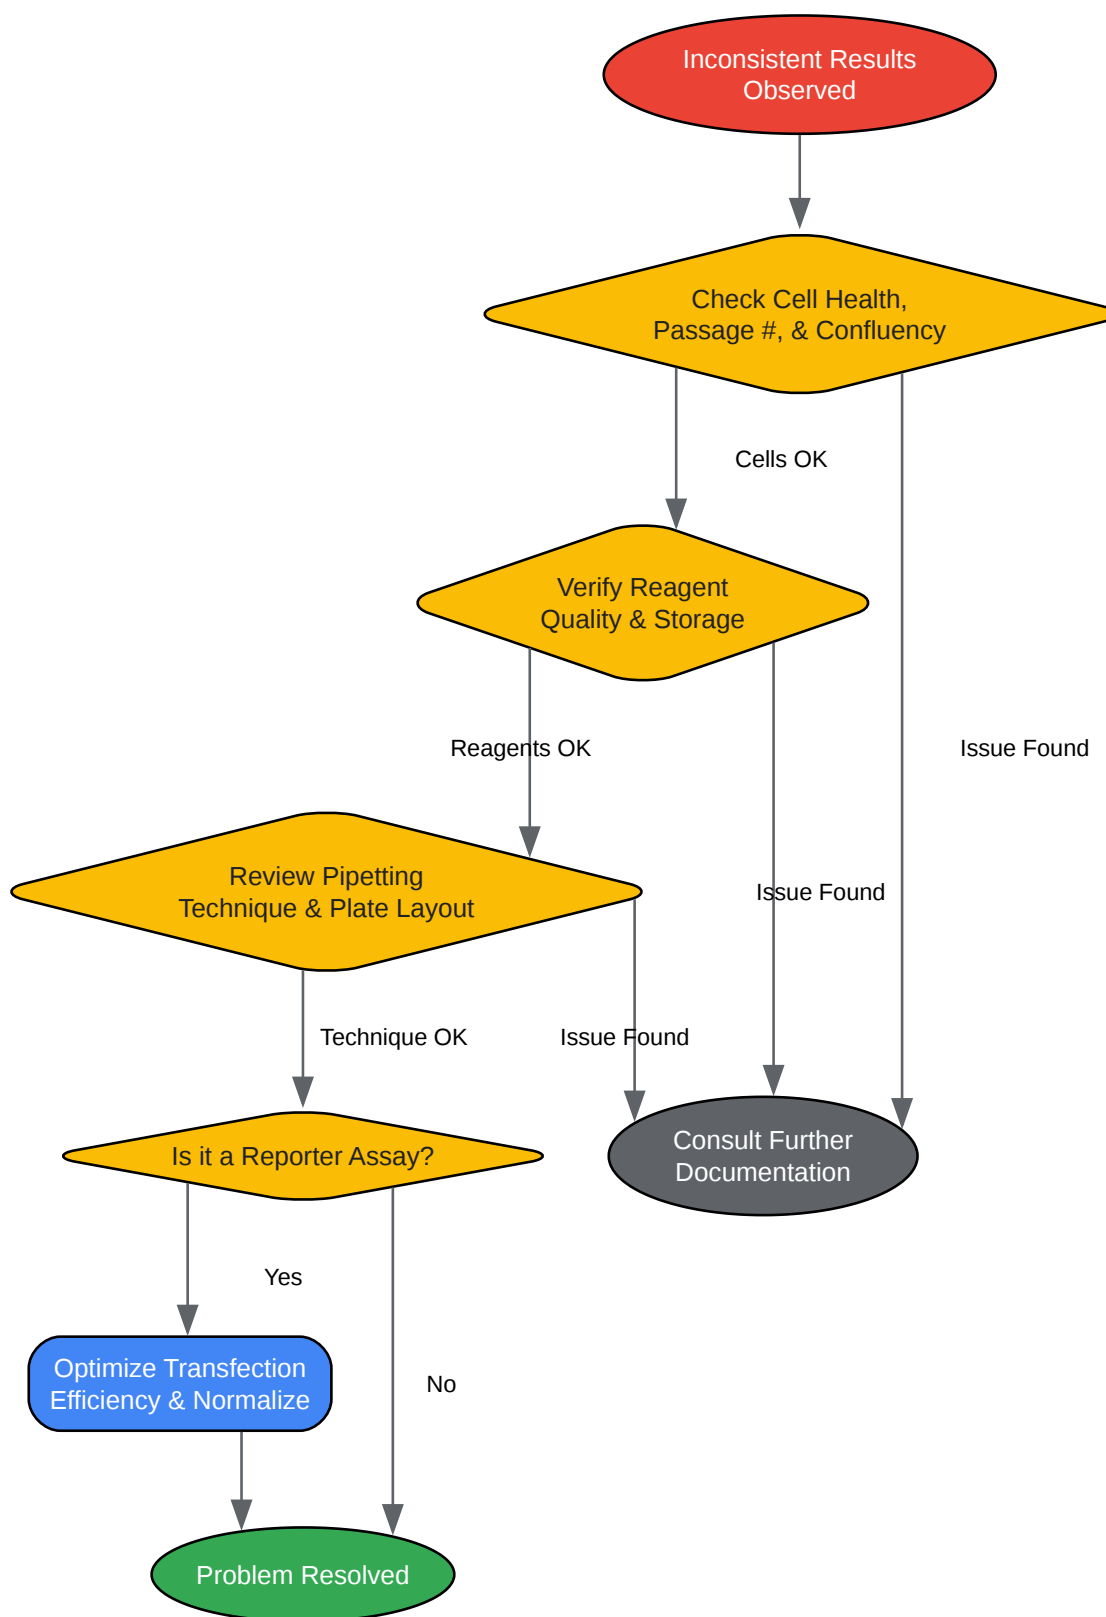 Inconsistent Results
Observed
Check Cell Health,
Passage #, & Confluency
Cells OK
Verify Reagent
Quality & Storage
Reagents OK
Issue Found
Review Pipetting
Technique & Plate Layout
Issue Found
Technique OK
Issue Found
Is it a Reporter Assay?
Consult Further
Documentation
Yes
Optimize Transfection
Efficiency & Normalize
No
Problem Resolved